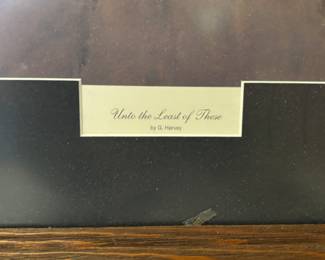 Unto the Least of These
by G. Harvey